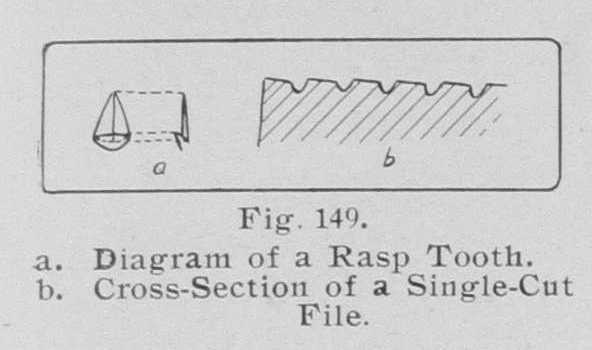 a
b
Fig. 149.
a. Diagram of a Rasp Tooth.
b. Cross-Section of a Single-Cut
File.